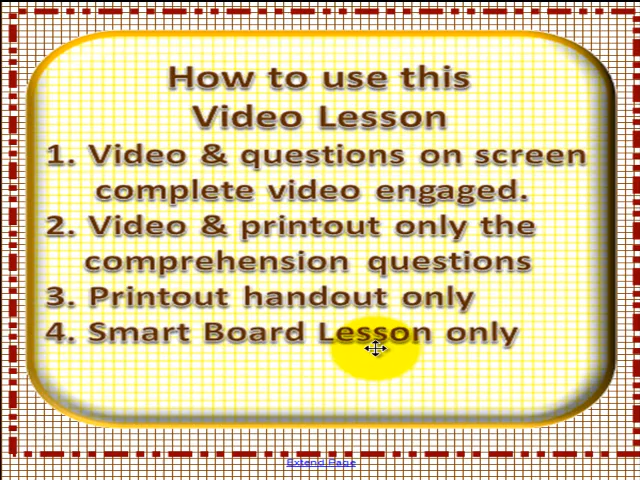 How to use this
Video Lesson
1. Video & questions on screen
complete video engaged.
2. Video & printout only the
comprehension questions
3. Printout handout only
4. Smart Board Lesson only
Extend Page